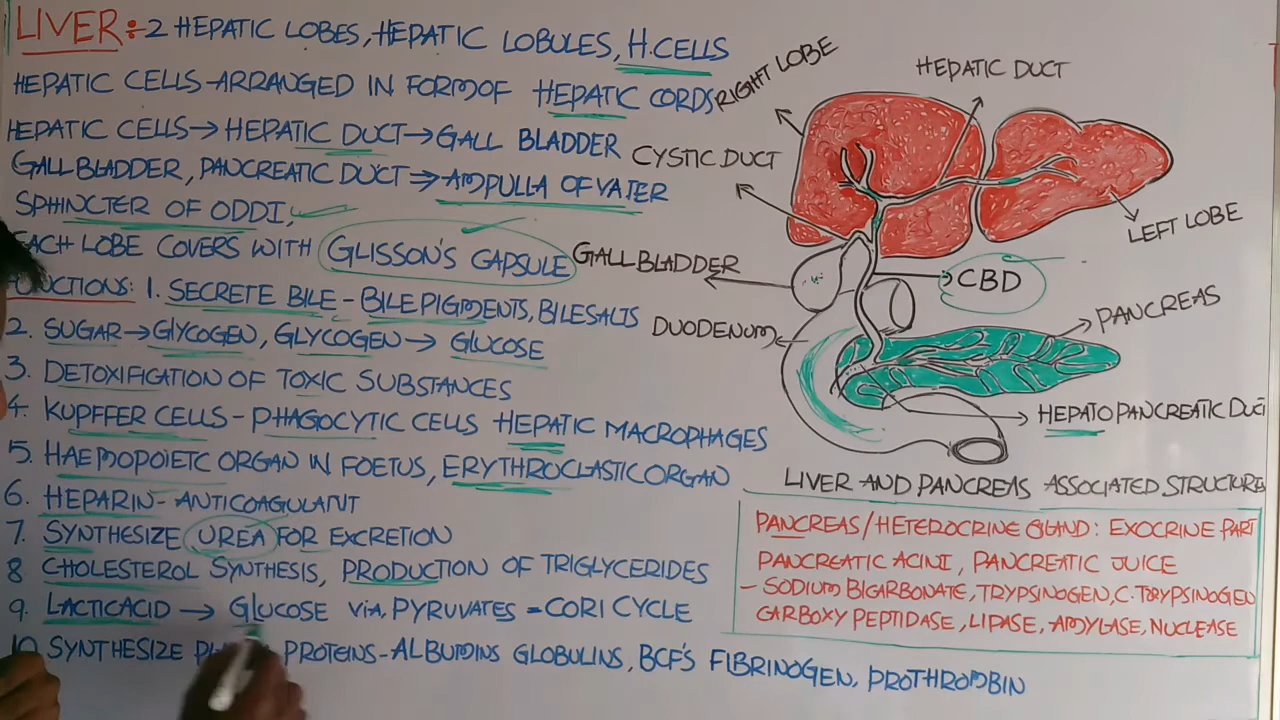 LIVER:- 2 HEPATIC LOBES, HEPATIC LOBULES, H.CELLS
HEPATIC CELLS-ARRANGED IN FORM OF HEPATIC CORDS
HEPATIC CELLS→HEPATIC DUCT→GALL BLADDER
GALL BLADDER, PANCREATIC DUCT⇒AMPULLA OF VATER
SPHINCTER OF ODDI,
EACH LOBE COVERS WITH GLISSON'S CAPSULE
FUNCTIONS: 1. SECRETE BILE - BILE PIGMENTS, BILESALTS
2. SUGAR→GLYCOGEN, GLYCOGEN→ GLUCOSE
3. DETOXIFICATION OF TOXIC SUBSTANCES
4. KUPFFER CELLS - PHAGOCYTIC CELLS HEPATIC MACROPHAGES
5. HAEMOPOIETC ORGAN IN FOETUS, ERYTHROCLASTIC ORGAN
6. HEPARIN- ANTICOAGULANT
7. SYNTHESIZE UREA FOR EXCRETION
8 CHOLESTEROL SYNTHESIS, PRODUCTION OF TRIGLYCERIDES
9. LACTICACID → GLUCOSE VIA, PYRUVATES = CORI CYCLE
10 SYNTHESIZE PROTEINS-ALBUMINS GLOBULINS, BCF'S FIBRINOGEN, PROTHROMBIN
RIGHT LOBE
HEPATIC DUCT
CYSTIC DUCT
LEFT LOBE
GALL BLADDER
CBD
DUODENUM
PANCREAS
HEPATO PANCREATIC DUCT
LIVER AND PANCREAS ASSOCIATED STRUCTURES
PANCREAS/HETEROCRINE GLAND: EXOCRINE PART
PANCREATIC ACINI, PANCREATIC JUICE
- SODIUM BICARBONATE, TRYPSINOGEN,
CARBOXY PEPTIDASE, LIPASE, AMYLASE, NUCLEASE